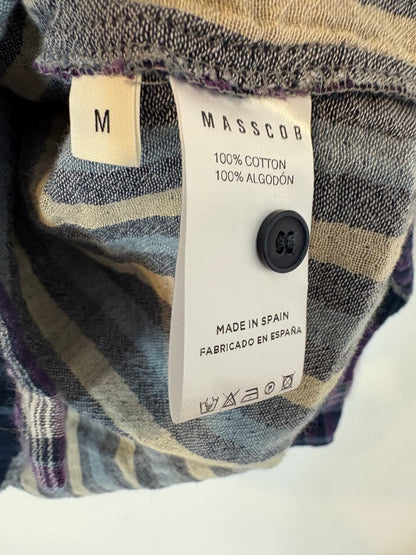 M
MASSCOB
100% COTTON
100% ALGODÓN
MADE IN SPAIN
FABRICADO EN ESPAÑA